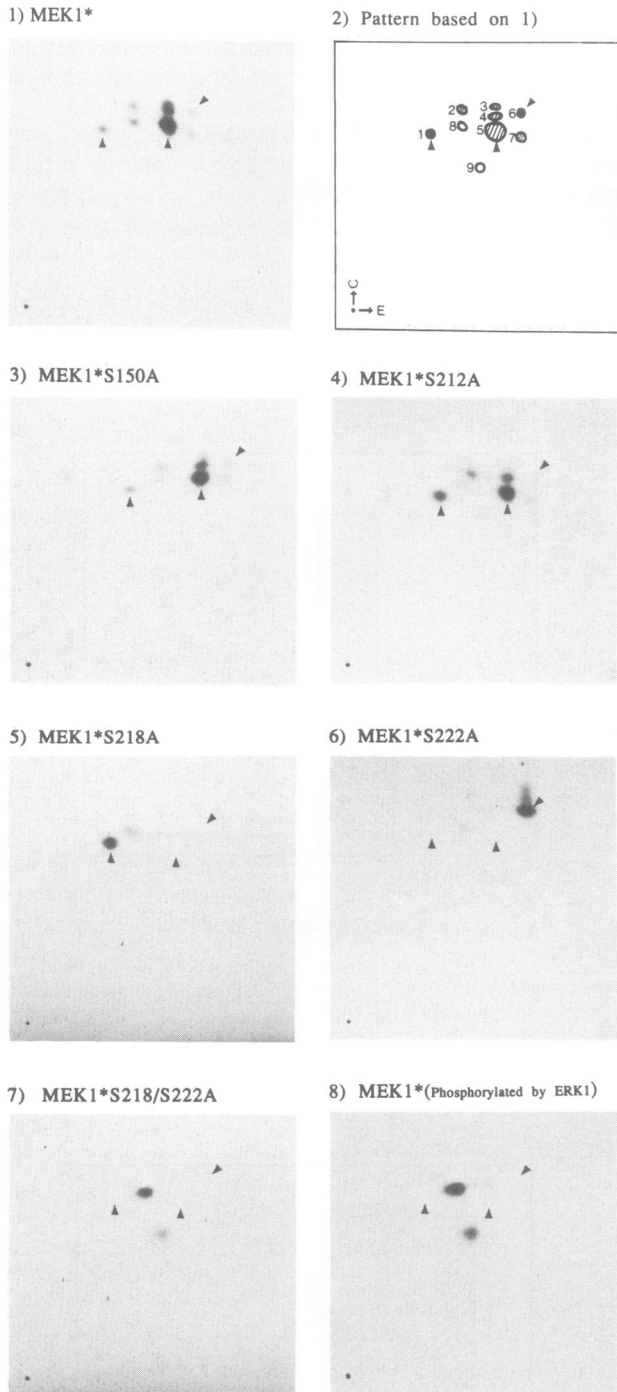 1) MEK1*
2) Pattern based on 1)
2
3
4
6
8
5
1
7
9
C
E
3) MEK1*S150A
4) MEK1*S212A
5) MEK1*S218A
6) MEK1*S222A
7) MEK1*S218/S222A
8) MEK1*(Phosphorylated by ERK1)